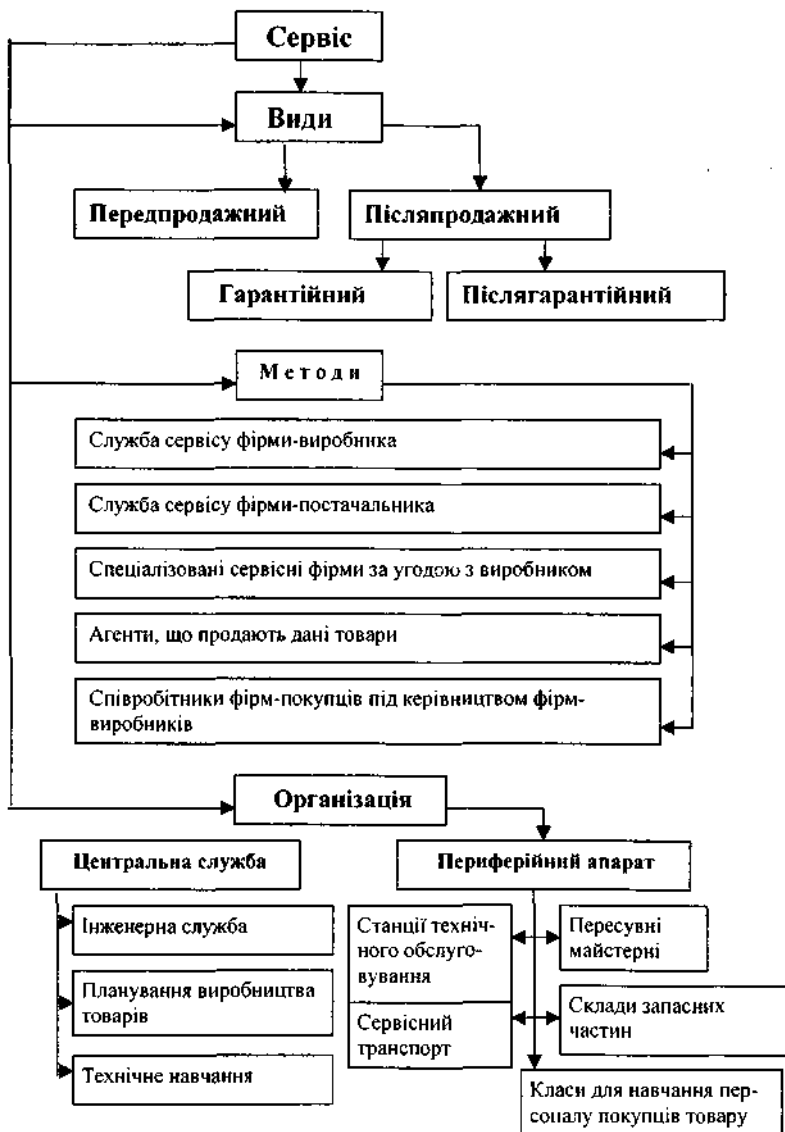 Сервіс
Види
Передпродажний
Післяпродажний
Гарантійний
Післягарантійний
Методи
Служба сервісу фірми-виробника
Служба сервісу фірми-постачальника
Спеціалізовані сервісні фірми за угодою з виробником
Агенти, що продають дані товари
Співробітники фірм-покупців під керівництвом фірм-
виробників
Організація
Центральна служба
Інженерна служба
Планування виробництва
товарів
Технічне навчання
Периферійний апарат
Станції техніч-
ного обслуго-
вування
Пересувні
майстерні
Сервісний
транспорт
Склади запасних
частин
Класи для навчання пер-
соналу покупців товару